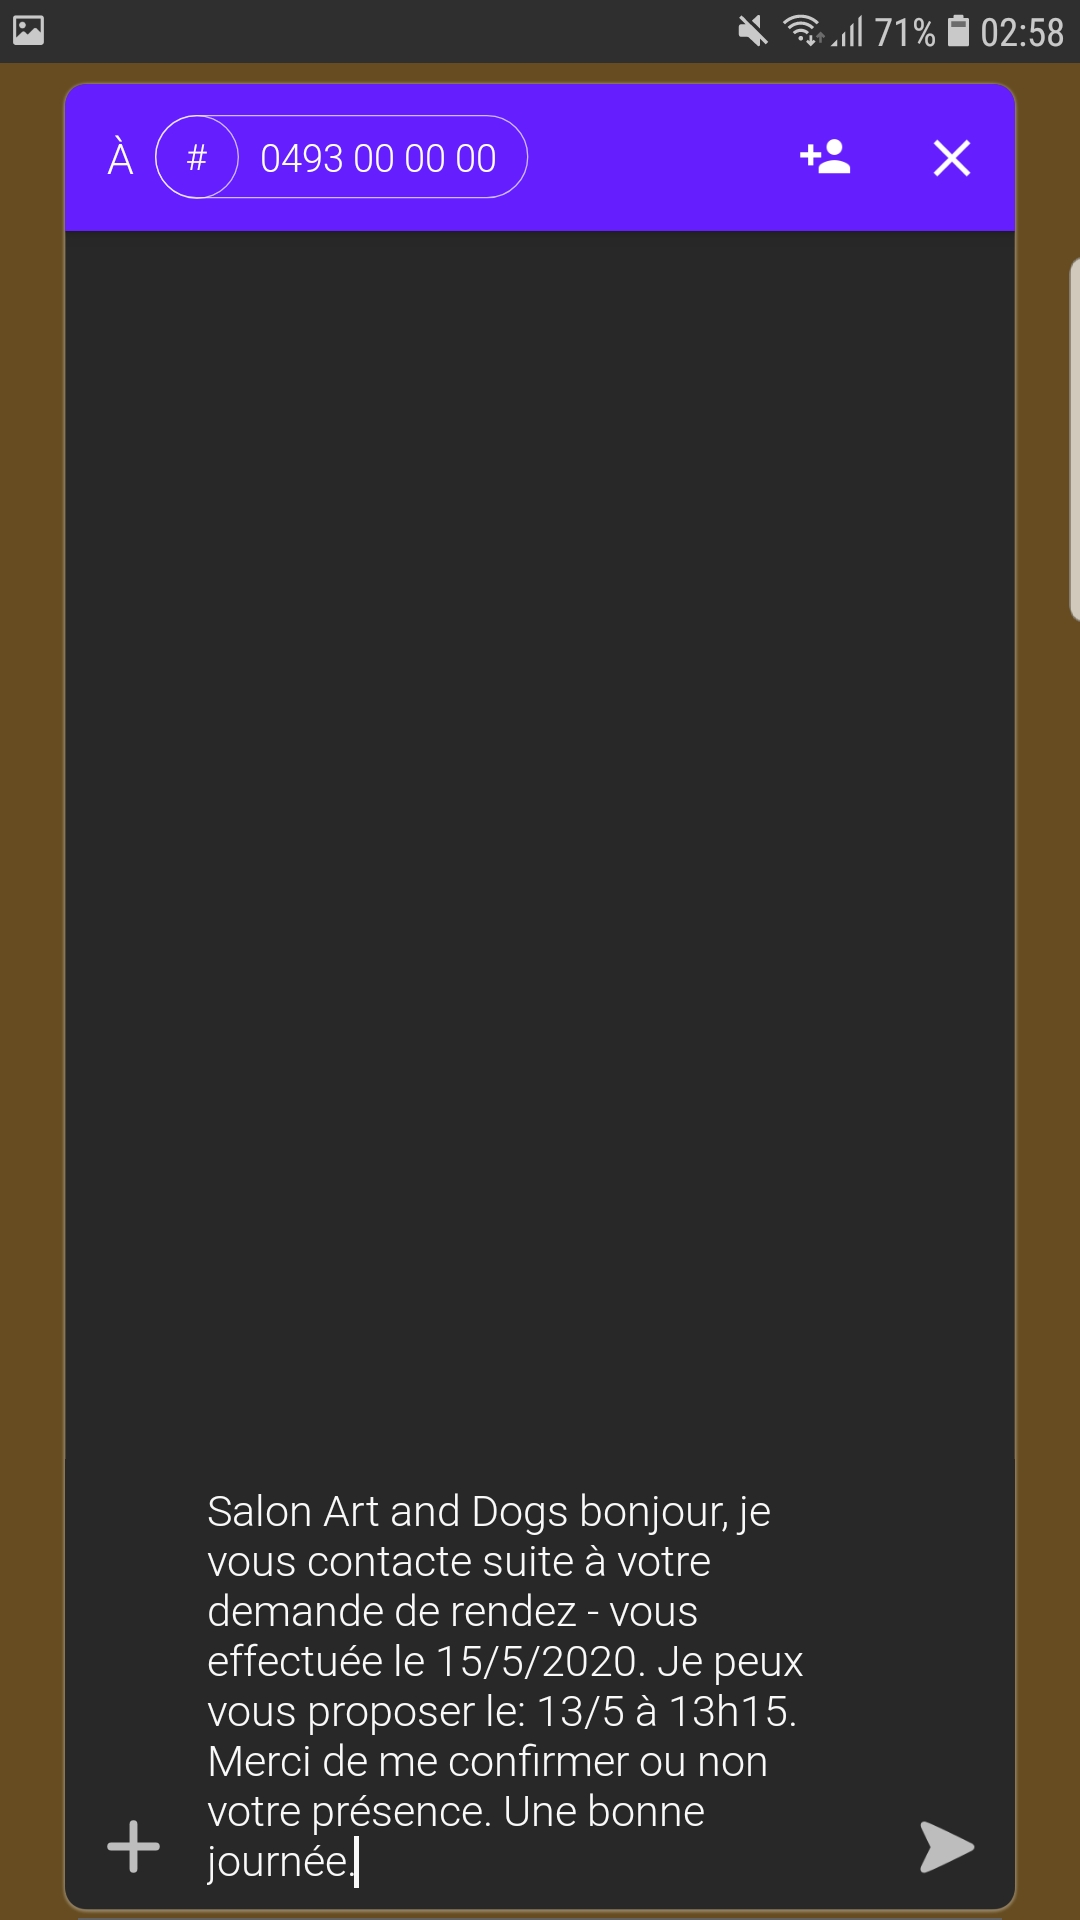 71% 02:58
À # 0493 00 00 00
Salon Art and Dogs bonjour, je
vous contacte suite à votre
demande de rendez - vous
effectuée le 15/5/2020. Je peux
vous proposer le: 13/5 à 13h15.
Merci de me confirmer ou non
votre présence. Une bonne
journée.